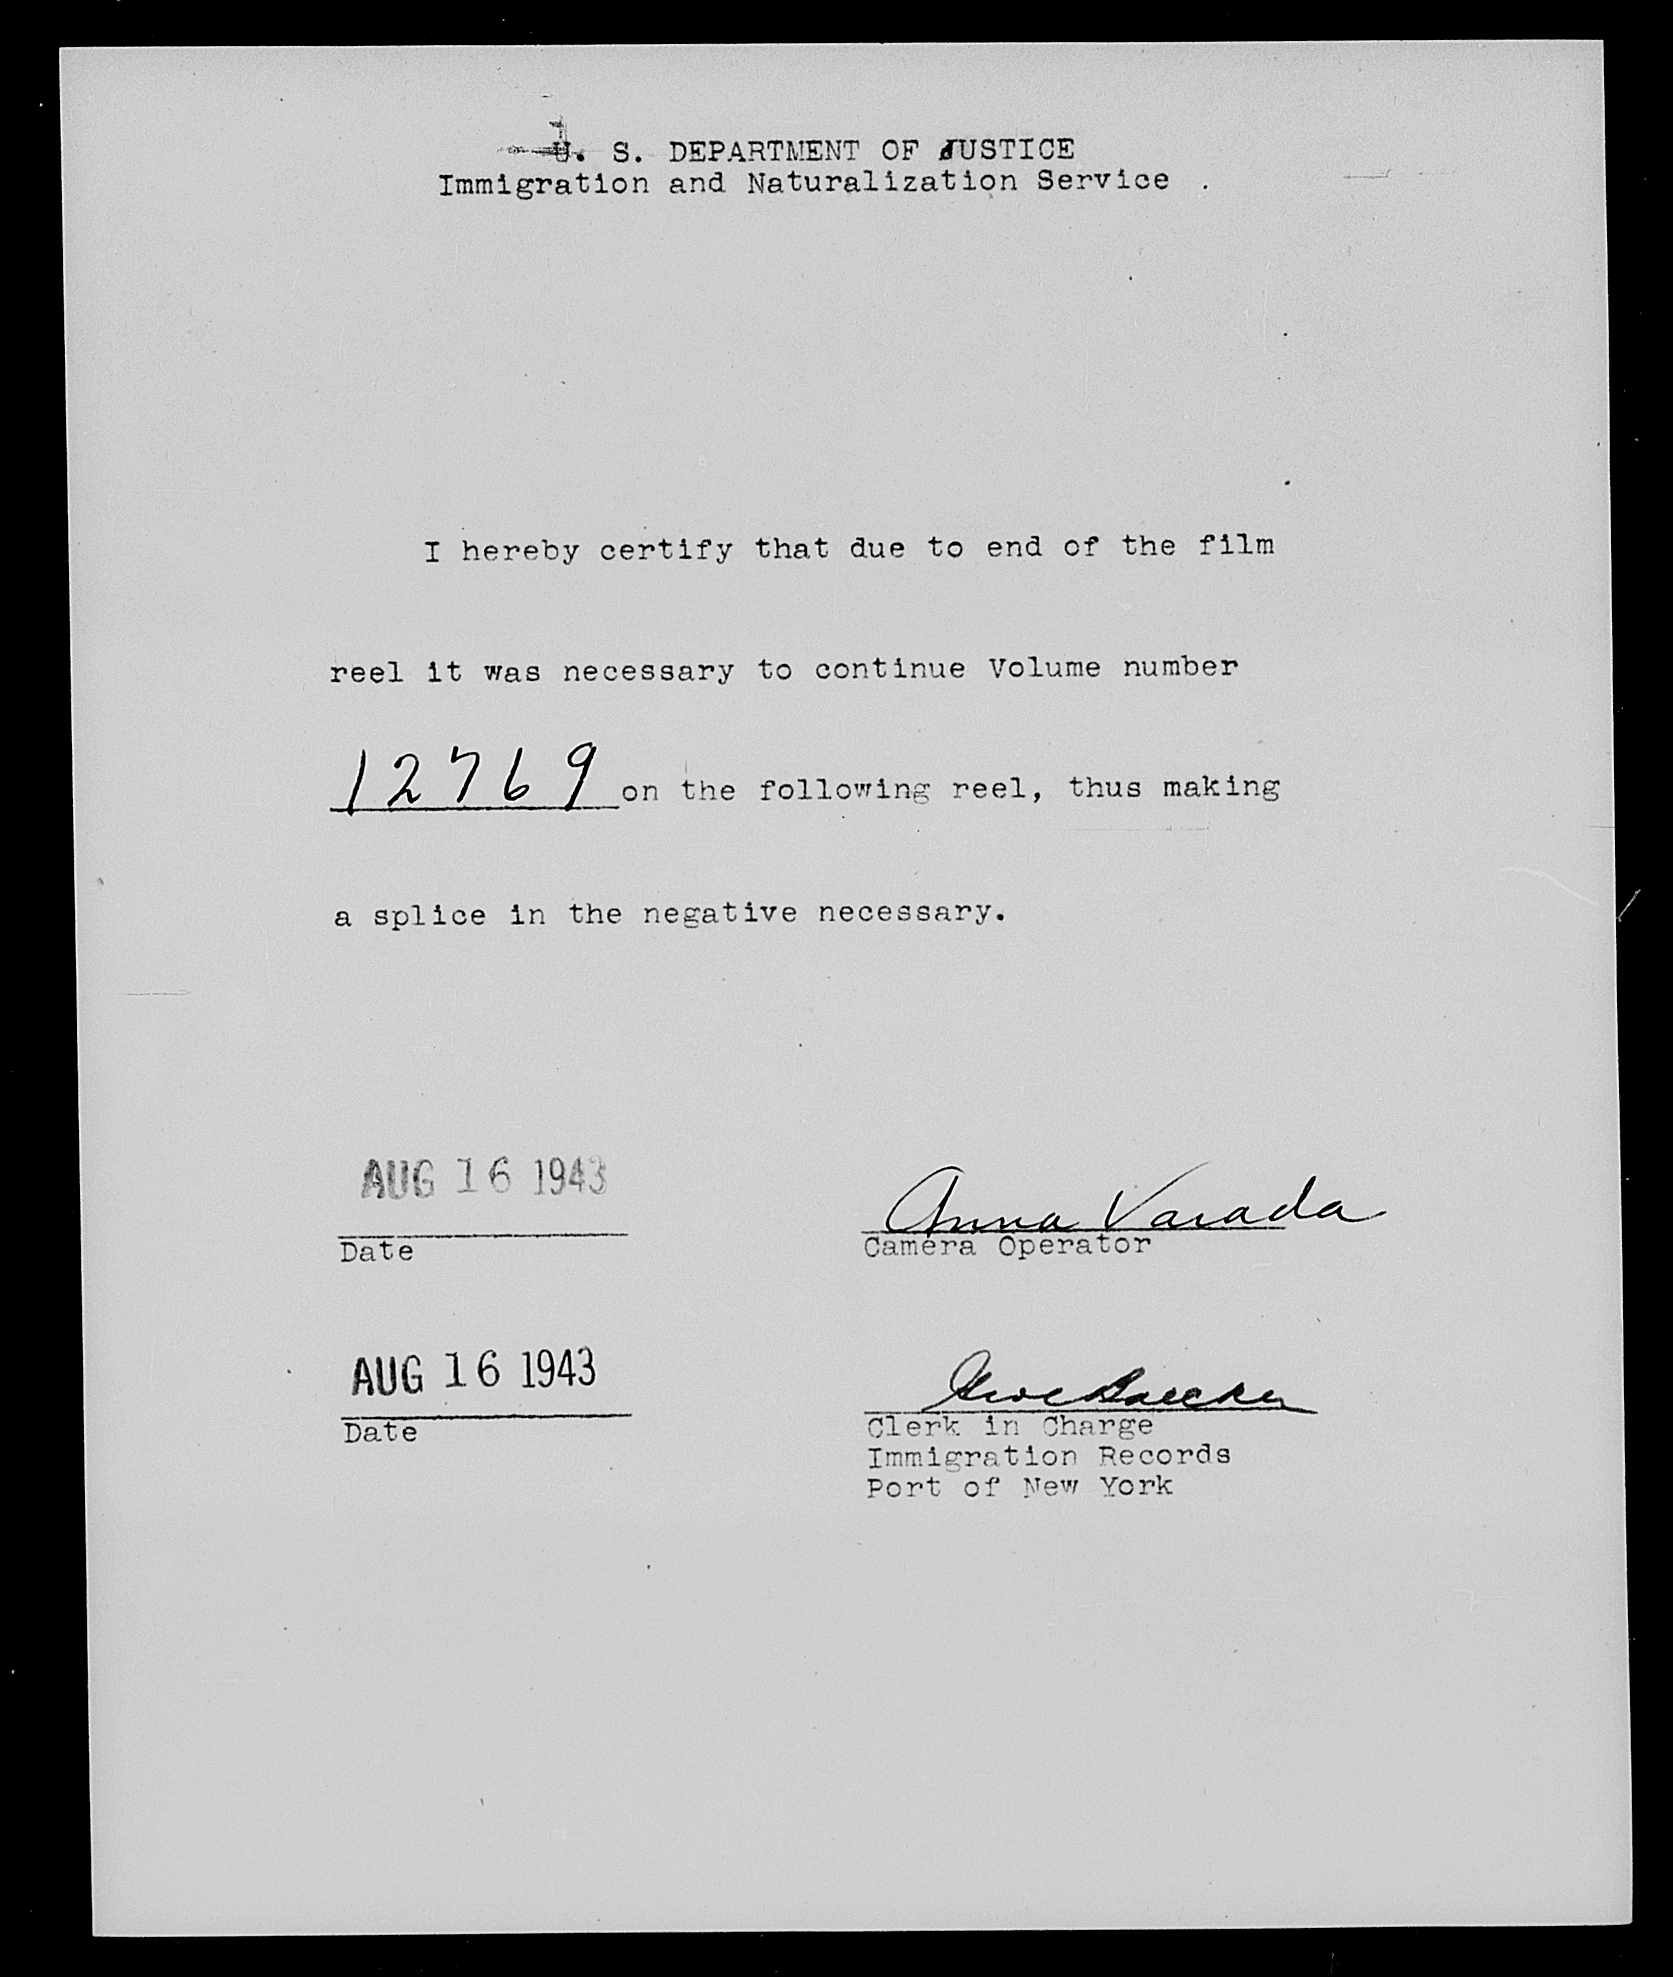 U. S. DEPARTMENT OF JUSTICE
Immigration and Naturalization Service .
I hereby certify that due to end of the film
reel it was necessary to continue Volume number
12769 on the following reel, thus making
a splice in the negative necessary.
AUG 16 1943
Anna Varada
Date
Camera Operator
AUG 16 1943
Date
Clerk in Charge
Immigration Records
Port of New York